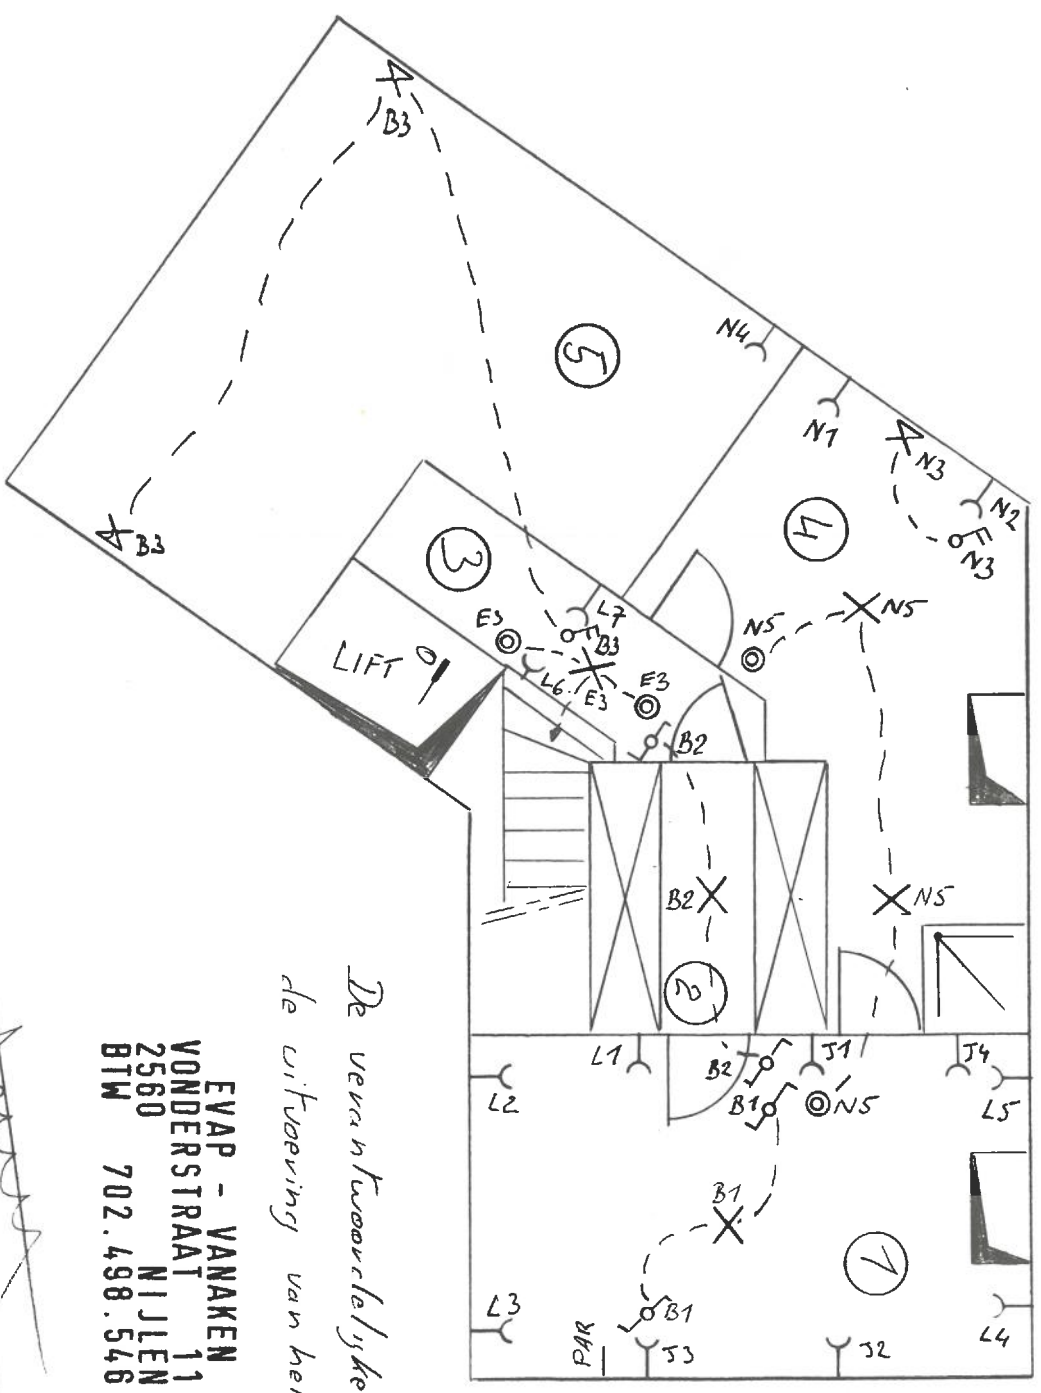 B3
5
N4
N1
N3
N2
N3
4
B3
3
L7
B3
E3
LIFT
L6
E3
E3
B2
N5
N5
B2
N5
2
L1
B2
J1
J4
L2
B1
N5
L5
B1
1
L3
B1
PAR
J3
J2
L4
De verantwoordelijke
de uitvoering van he
EVAP - VANAKEN
VONDERSTRAAT 11
2560 NIJLEN
BTW 702.498.546